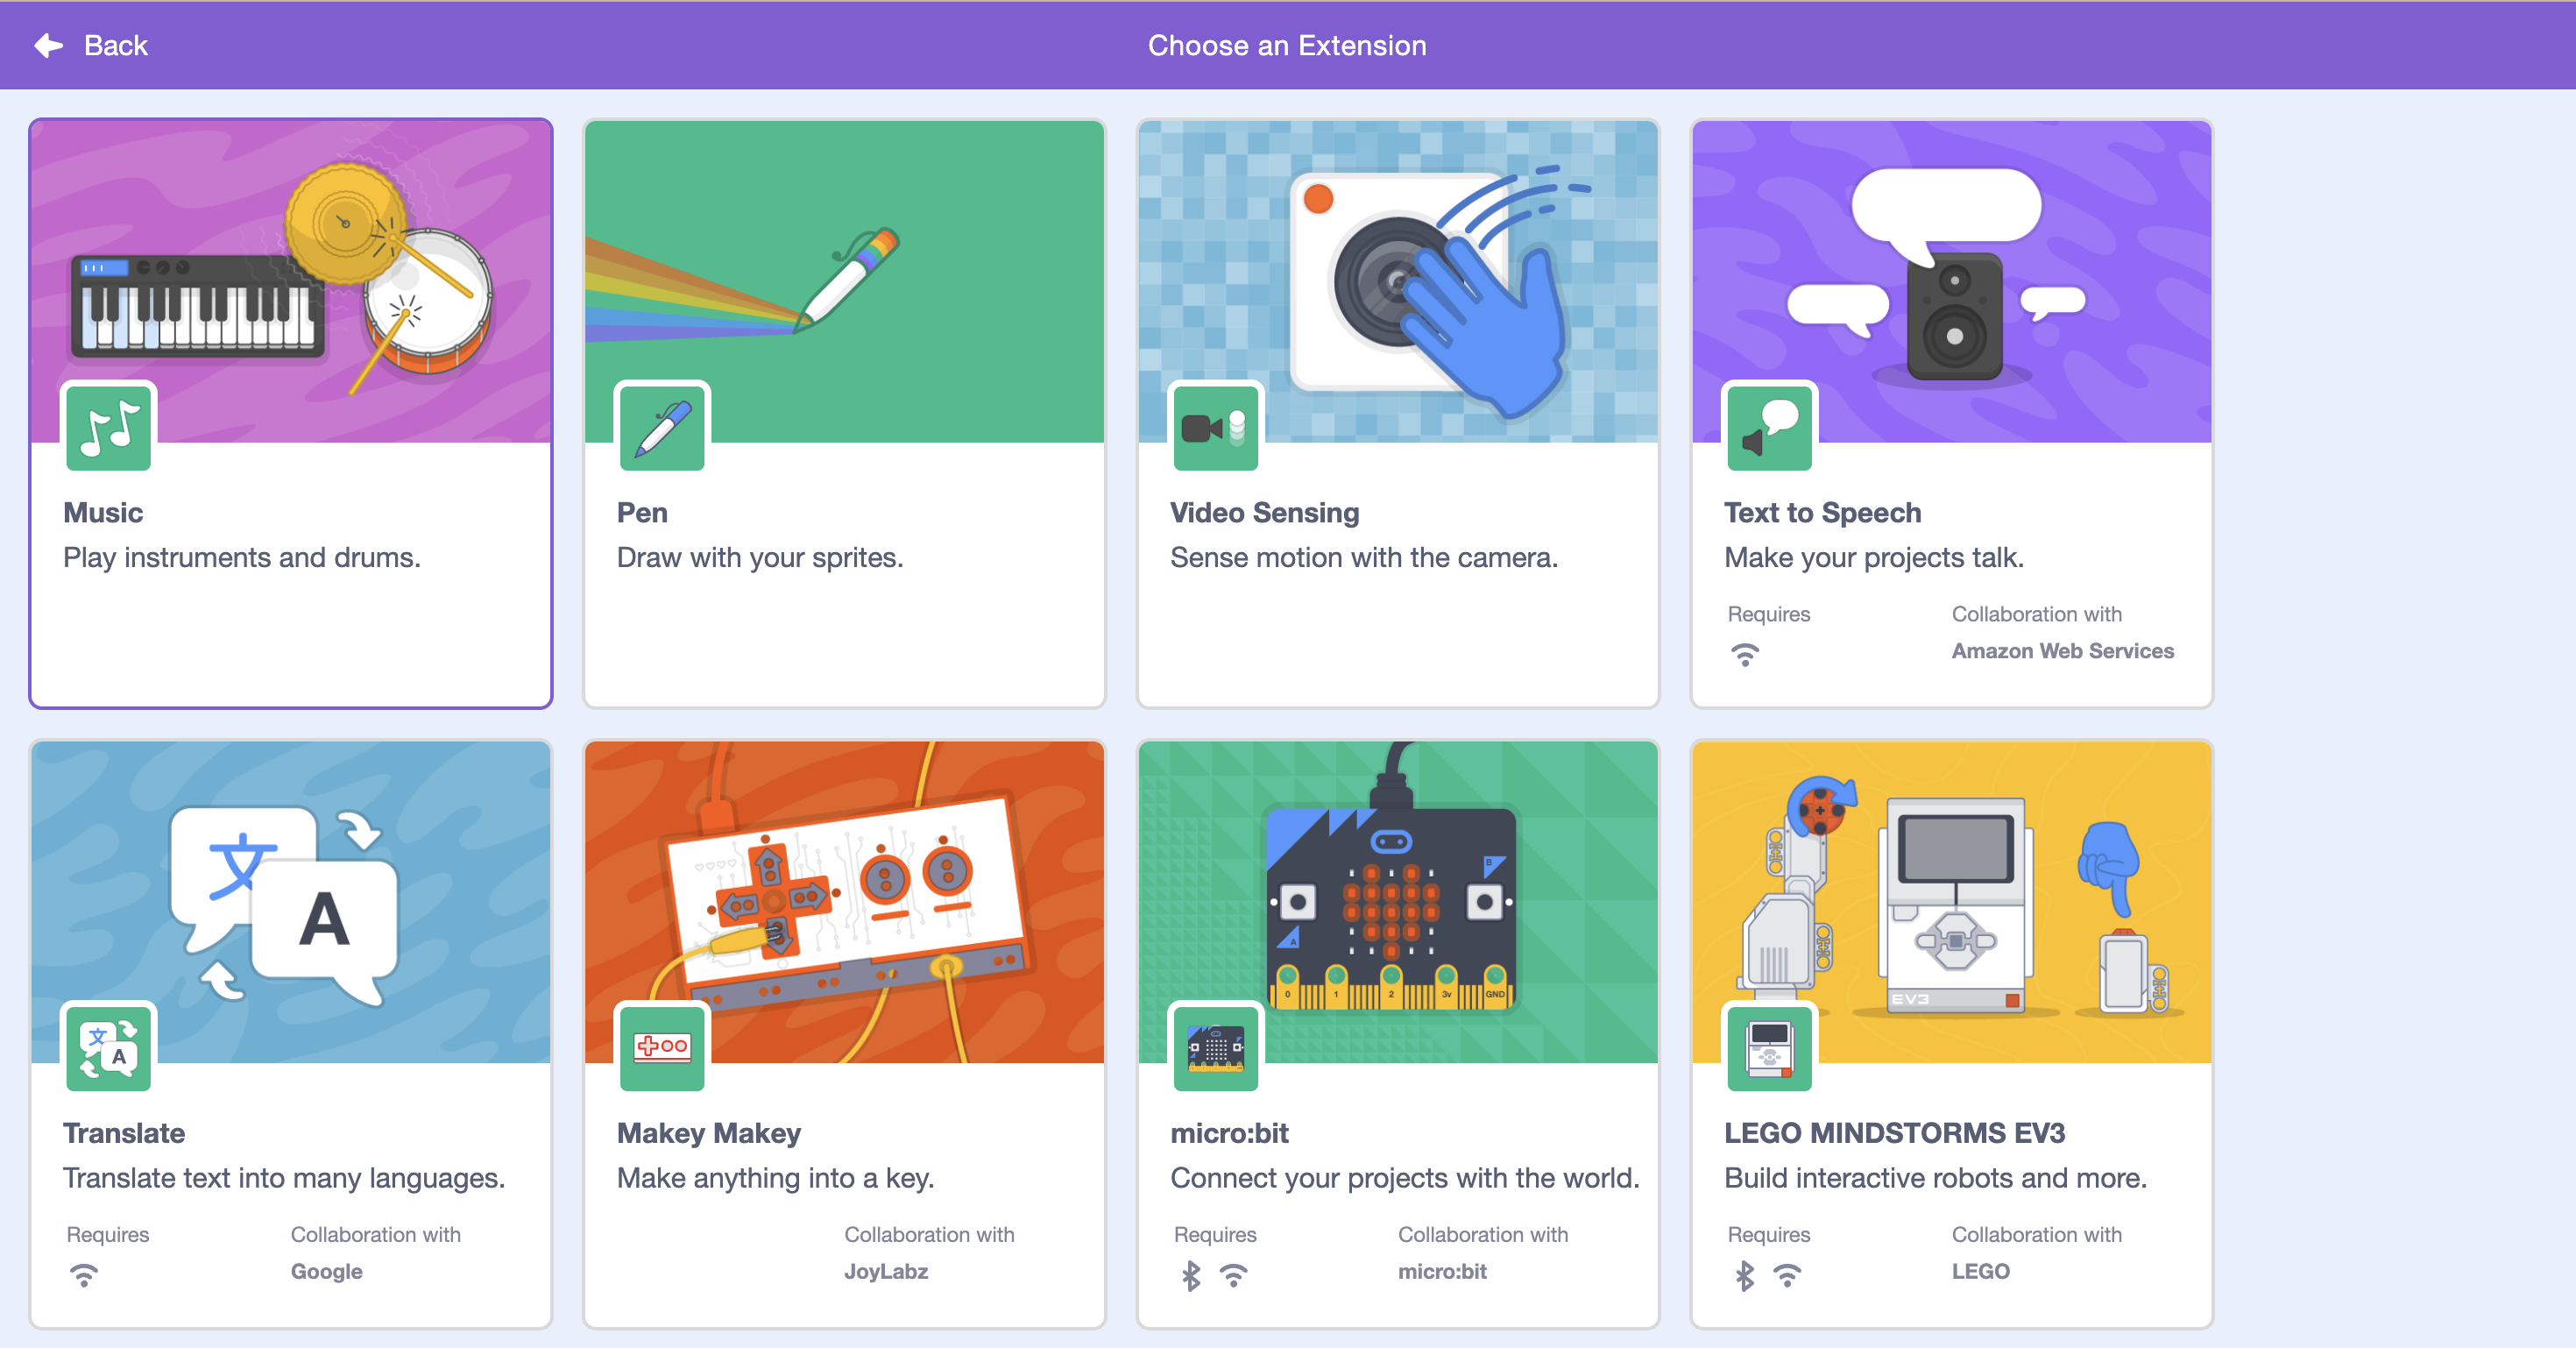 Back
Choose an Extension
Music
Play instruments and drums.
Pen
Draw with your sprites.
Video Sensing
Sense motion with the camera.
Text to Speech
Make your projects talk.
Requires
Collaboration with
Amazon Web Services
文
A
文
A
Translate
Translate text into many languages.
Requires
Collaboration with
Google
Makey Makey
Make anything into a key.
Collaboration with
JoyLabz
B
A
0 1 2 3v GND
micro:bit
Connect your projects with the world.
Requires
Collaboration with
micro:bit
EV3
LEGO MINDSTORMS EV3
Build interactive robots and more.
Requires
Collaboration with
LEGO